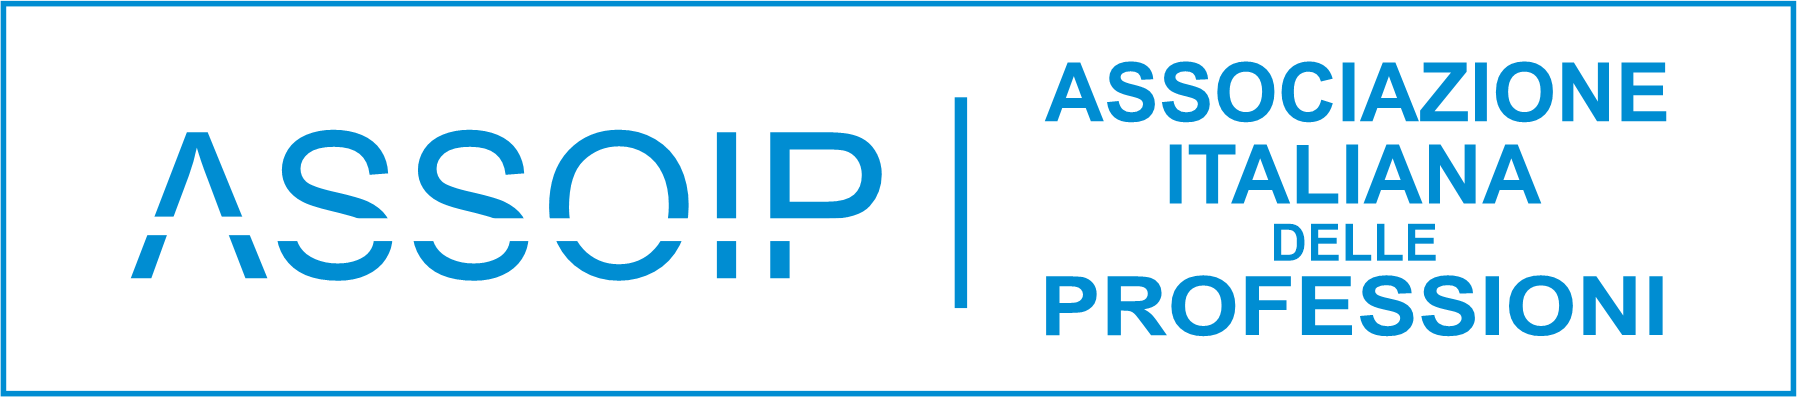 ASSOIP
ASSOCIAZIONE
ITALIANA
DELLE
PROFESSIONI